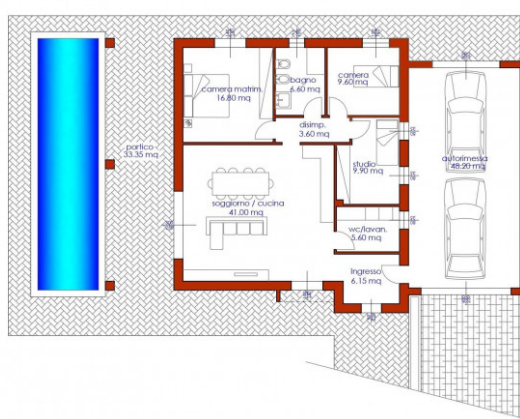 camera matrim.
16.80 mq
bagno
6.60 mq
camera
9.60 mq
disimp.
3.60 mq
portico
33.35 mq
studio
9.90 mq
autorimessa
48.20 mq
soggiorno / cucina
41.00 mq
wc/lavan.
5.60 mq
Ingresso
6.15 mq